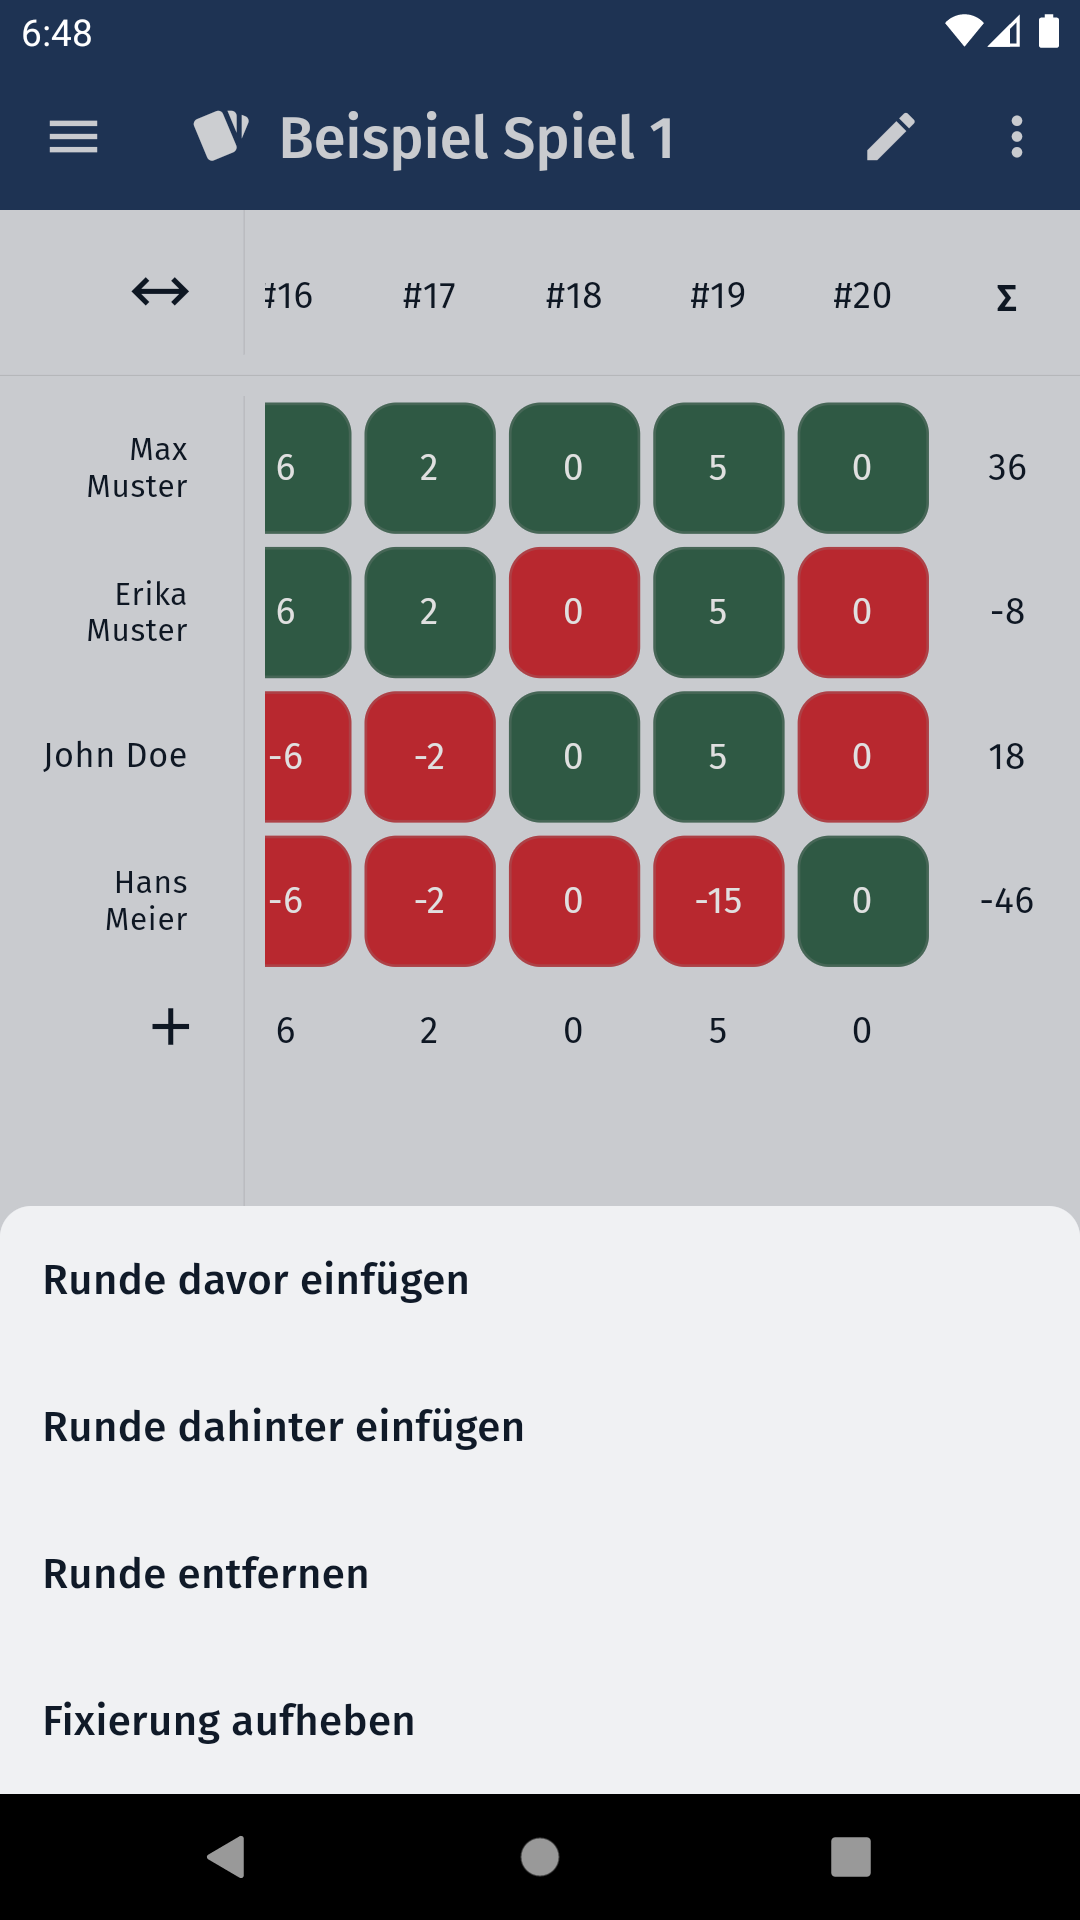 6:48
Beispiel Spiel 1
#16 #17 #18 #19 #20 Σ
Max Muster 6 2 0 5 0 36
Erika Muster 6 2 0 5 0 -8
John Doe -6 -2 0 5 0 18
Hans Meier -6 -2 0 -15 0 -46
6 2 0 5 0
Runde davor einfügen
Runde dahinter einfügen
Runde entfernen
Fixierung aufheben